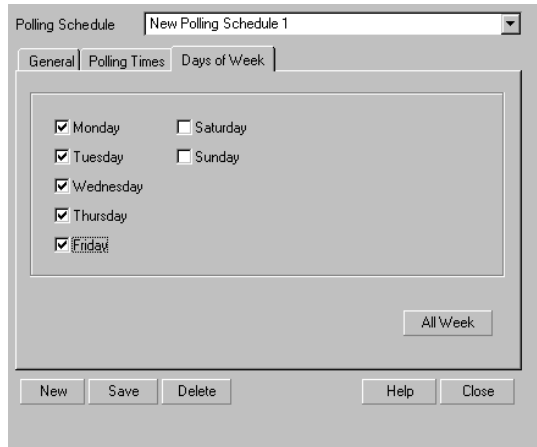 Polling Schedule New Polling Schedule 1
General Polling Times Days of Week
Monday Saturday
Tuesday Sunday
Wednesday
Thursday
Friday
All Week
New Save Delete Help Close